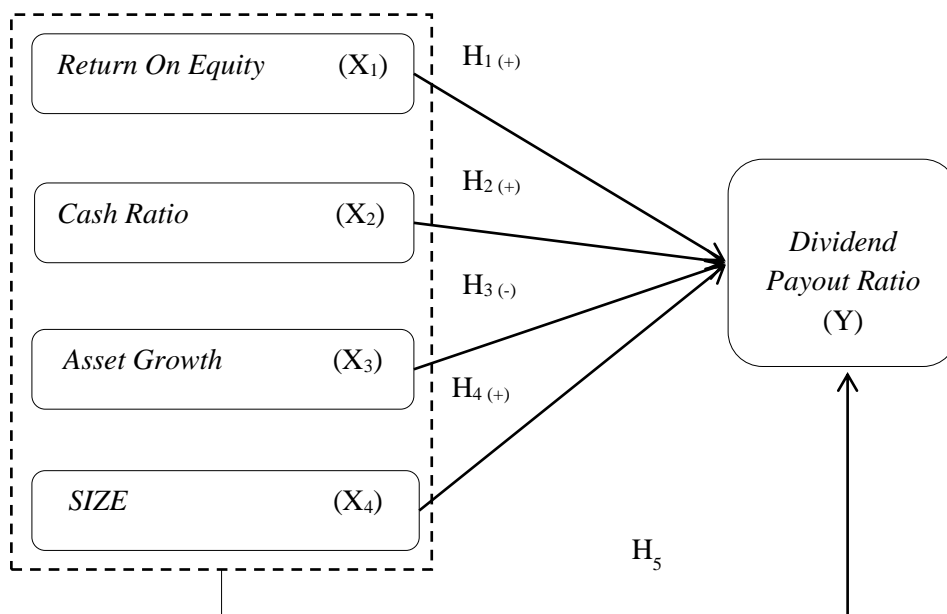 Return On Equity (X₁)
H₁ (+)
Cash Ratio (X₂)
H₂ (+)
Dividend
Payout Ratio
(Y)
H₃ (-)
Asset Growth (X₃)
H₄ (+)
SIZE (X₄)
H₅